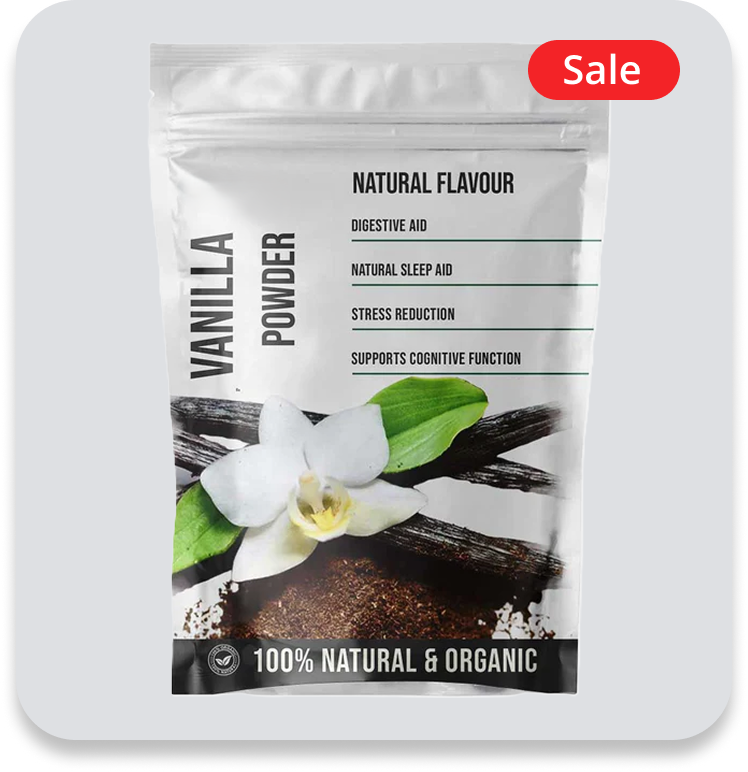 Sale
NATURAL FLAVOUR
DIGESTIVE AID
NATURAL SLEEP AID
STRESS REDUCTION
SUPPORTS COGNITIVE FUNCTION
VANILLA
POWDER
100% NATURAL & ORGANIC